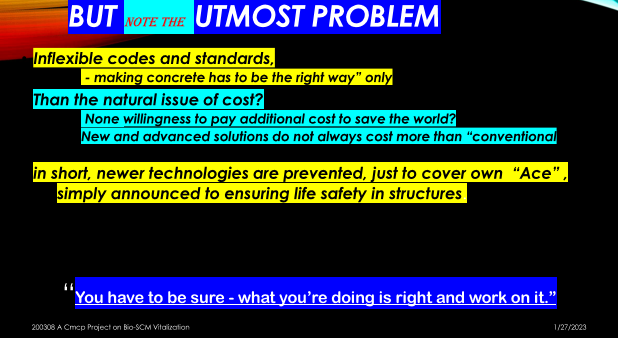 BUT NOTE THE UTMOST PROBLEM
Inflexible codes and standards,
- making concrete has to be the right way” only
Than the natural issue of cost?
None willingness to pay additional cost to save the world?
New and advanced solutions do not always cost more than “conventional
in short, newer technologies are prevented, just to cover own “Ace” ,
simply announced to ensuring life safety in structures
“You have to be sure - what you’re doing is right and work on it.”
200308 A Cmcp Project on Bio-SCM Vitalization 1/27/2023